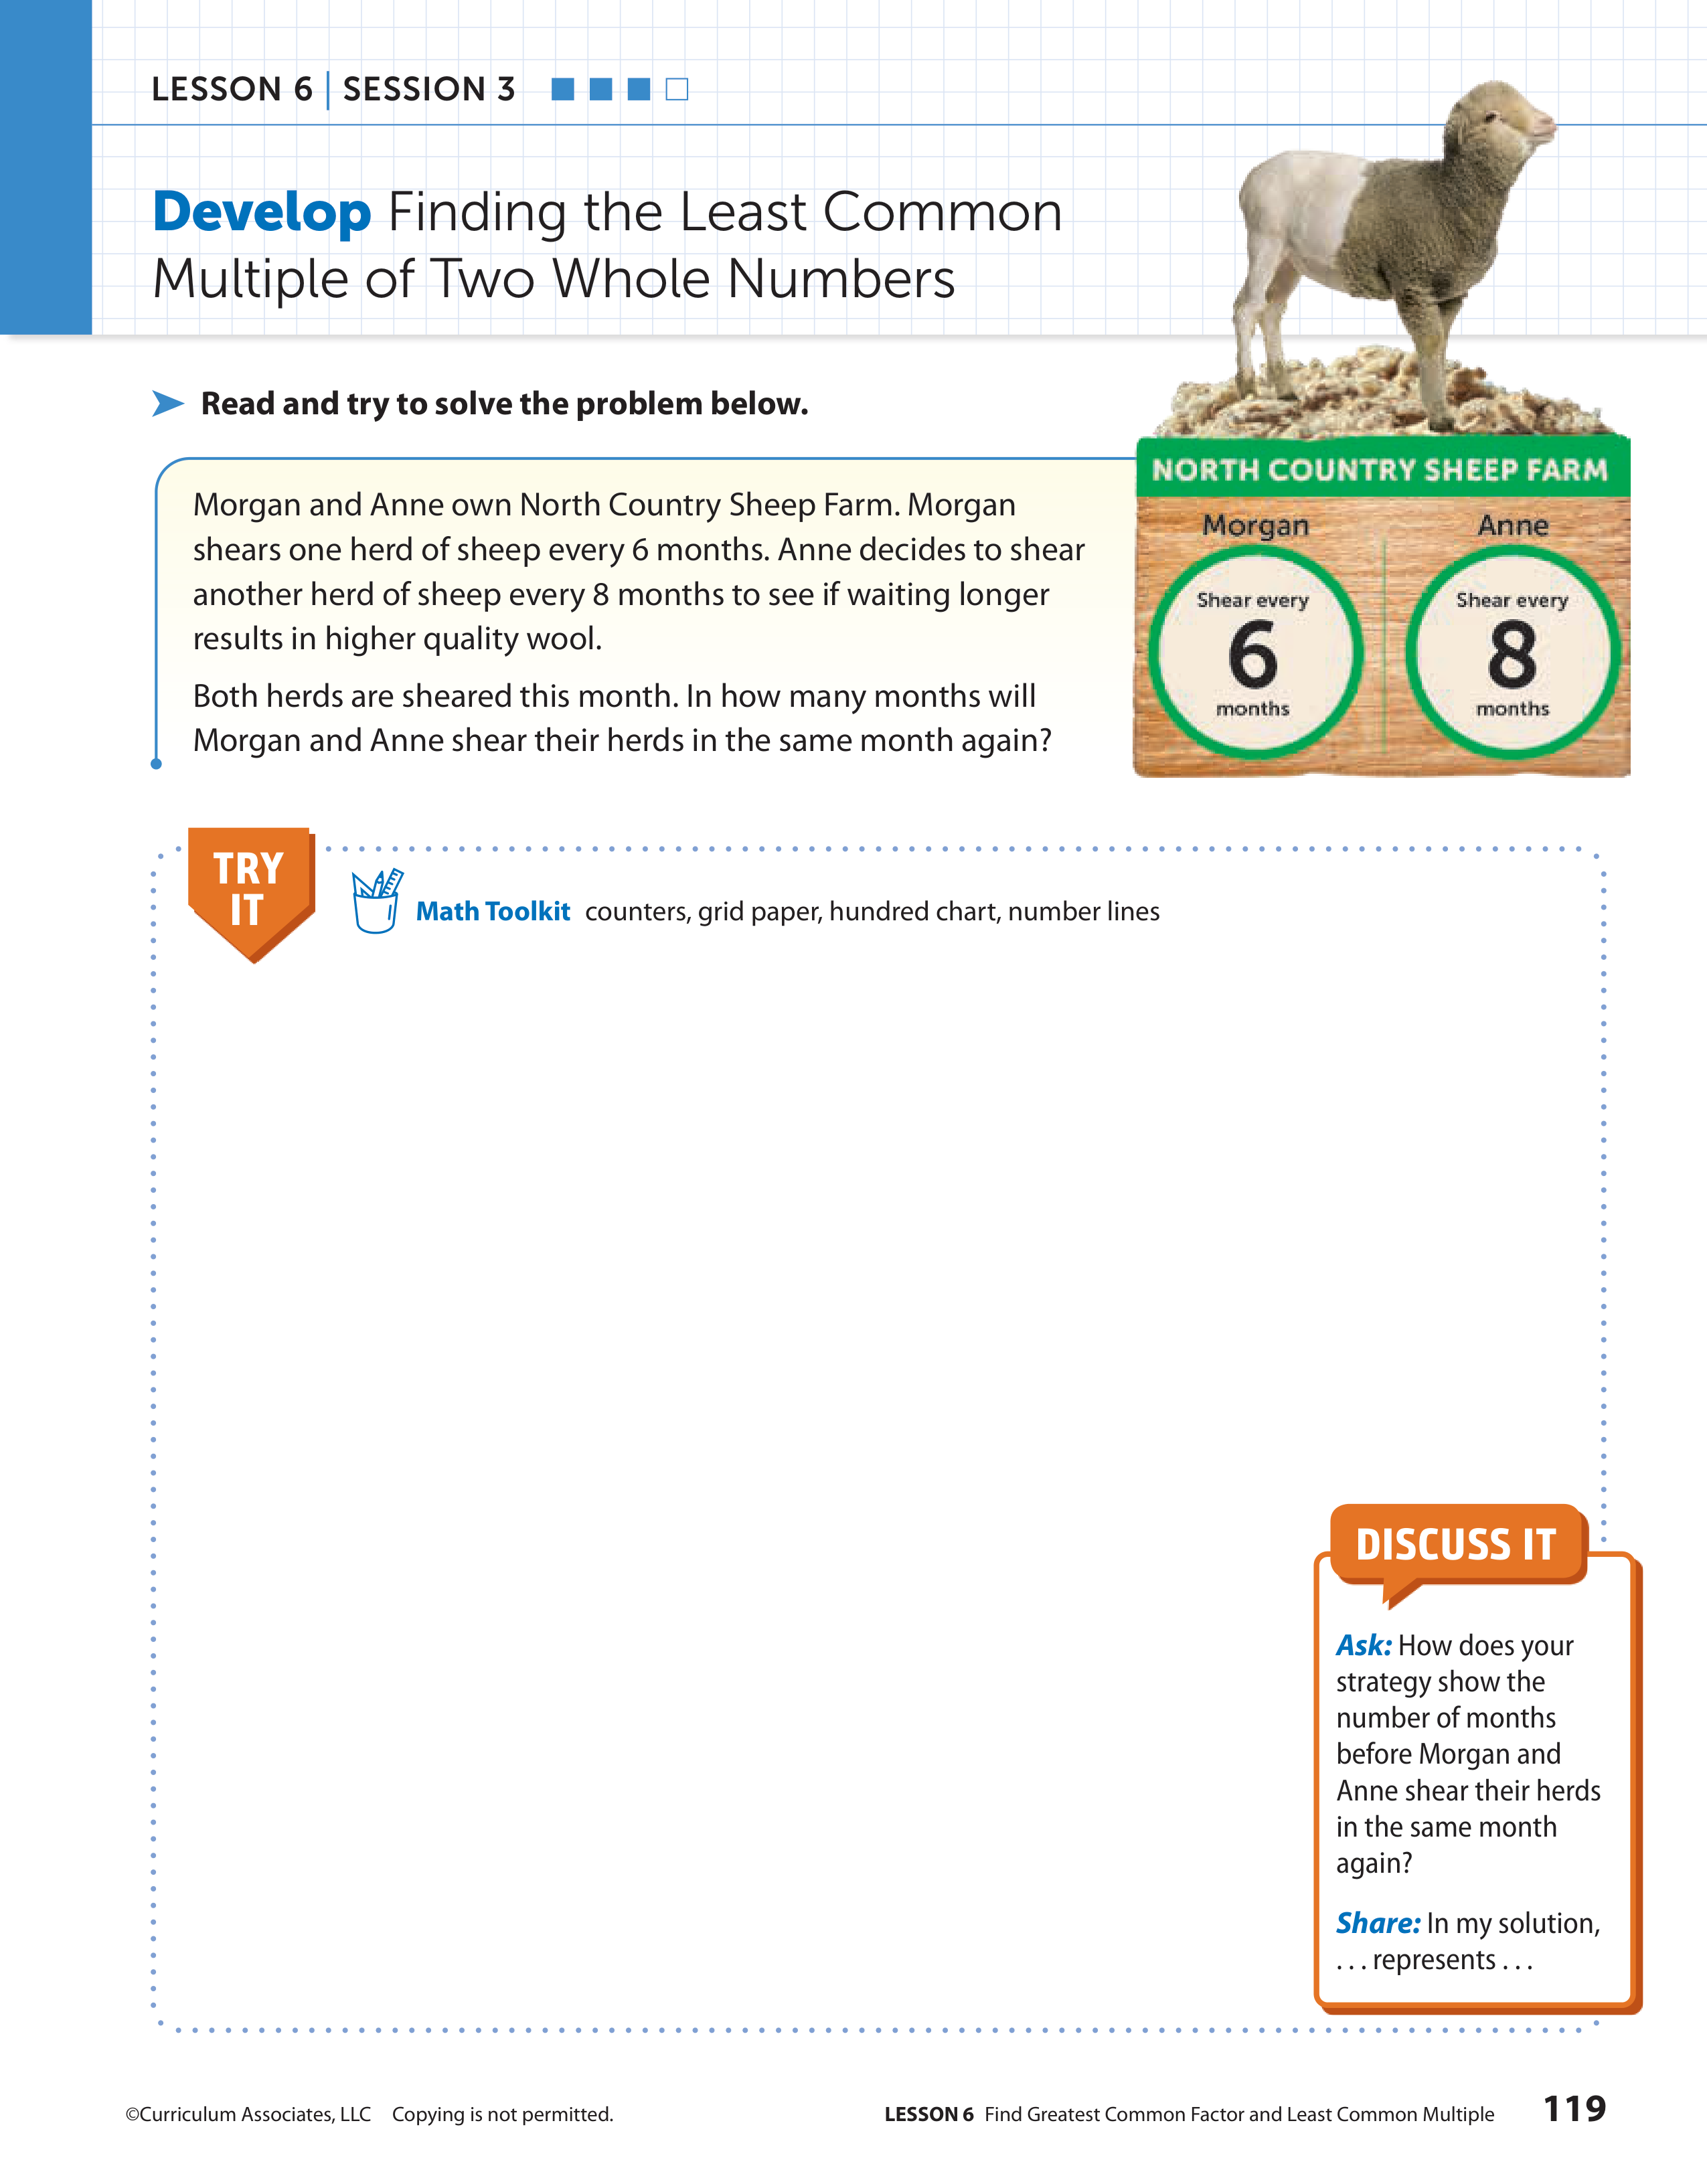 LESSON 6 | SESSION 3
Develop Finding the Least Common
Multiple of Two Whole Numbers
Read and try to solve the problem below.
Morgan and Anne own North Country Sheep Farm. Morgan
shears one herd of sheep every 6 months. Anne decides to shear
another herd of sheep every 8 months to see if waiting longer
results in higher quality wool.
Both herds are sheared this month. In how many months will
Morgan and Anne shear their herds in the same month again?
NORTH COUNTRY SHEEP FARM
Morgan
Shear every
6
months
Anne
Shear every
8
months
TRY
IT
Math Toolkit counters, grid paper, hundred chart, number lines
DISCUSS IT
Ask: How does your
strategy show the
number of months
before Morgan and
Anne shear their herds
in the same month
again?
Share: In my solution,
. . . represents . . .
©Curriculum Associates, LLC Copying is not permitted.
LESSON 6 Find Greatest Common Factor and Least Common Multiple
119